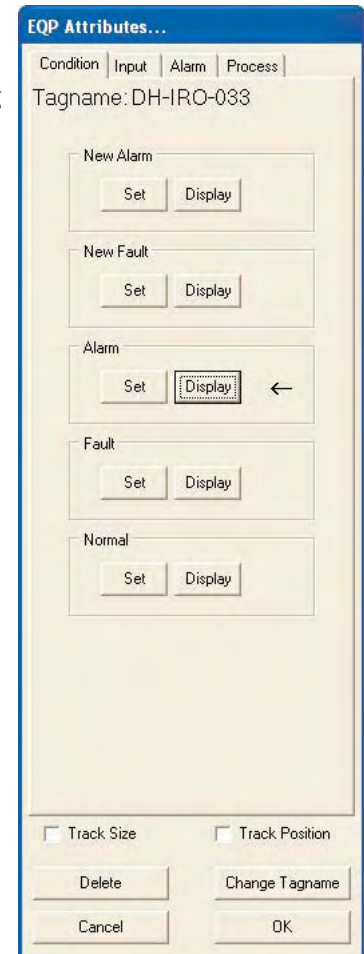 EQP Attributes...
Condition Input Alarm Process
Tagname: DH-IRO-033
New Alarm
Set Display
New Fault
Set Display
Alarm
Set Display ←
Fault
Set Display
Normal
Set Display
Track Size Track Position
Delete Change Tagname
Cancel OK